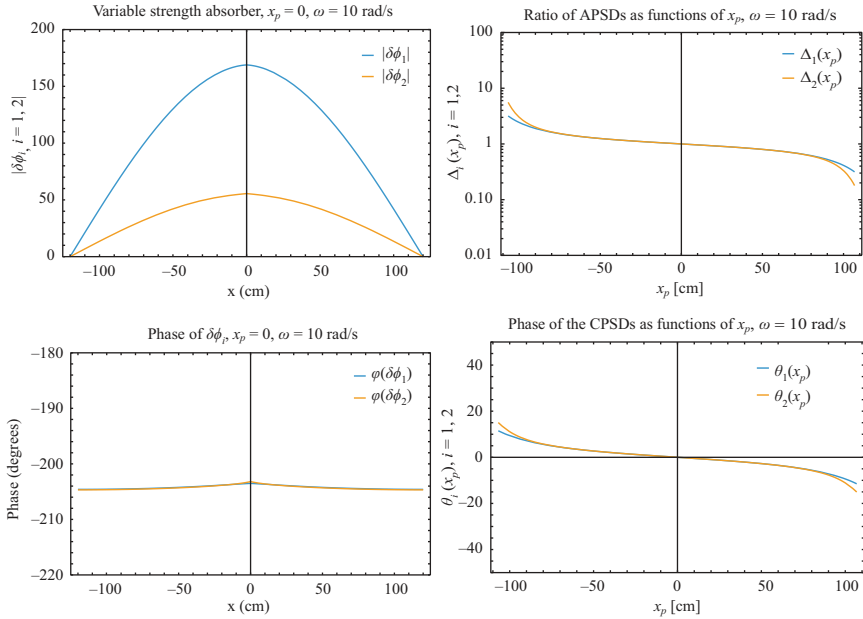 Variable strength absorber, x_p = 0, ω = 10 rad/s
200
150
100
50
0
|δϕ_i, i = 1, 2|
|δϕ_1|
|δϕ_2|
−100
−50
0
50
100
x (cm)
Ratio of APSDs as functions of x_p, ω = 10 rad/s
100
10
1
0.10
0.01
Δ_i (x_p), i = 1,2
Δ_1(x_p)
Δ_2(x_p)
−100
−50
0
50
100
x_p [cm]
Phase of δϕ_i, x_p = 0, ω = 10 rad/s
−180
−193
−204
−206
−220
Phase (degrees)
φ(δϕ_1)
φ(δϕ_2)
−100
−50
0
50
100
x (cm)
Phase of the CPSDs as functions of x_p, ω = 10 rad/s
40
20
0
−20
−40
θ_i (x_p), i = 1, 2
θ_1(x_p)
θ_2(x_p)
−100
−50
0
50
100
x_p [cm]